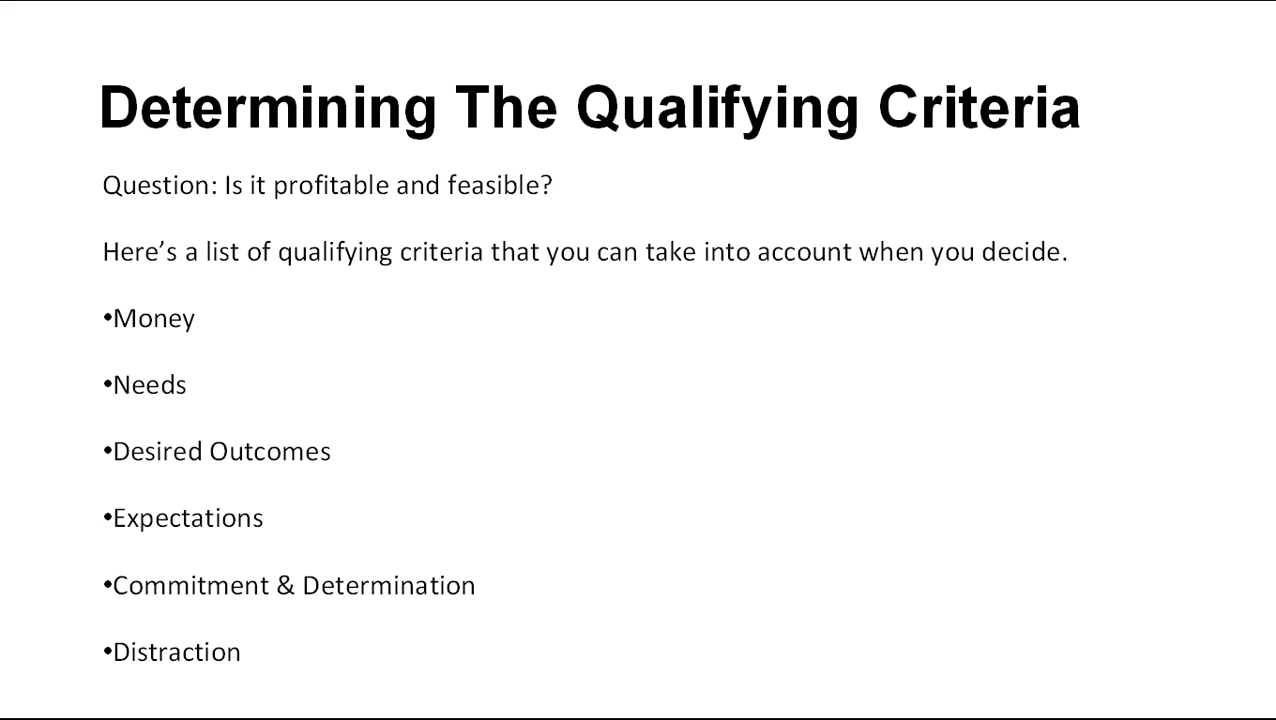 Determining The Qualifying Criteria
Question: Is it profitable and feasible?
Here’s a list of qualifying criteria that you can take into account when you decide.
•Money
•Needs
•Desired Outcomes
•Expectations
•Commitment & Determination
•Distraction